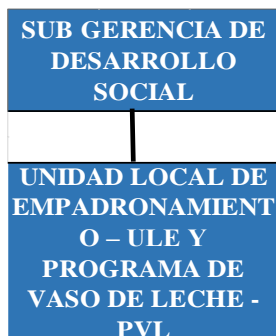 SUB GERENCIA DE
DESARROLLO
SOCIAL
UNIDAD LOCAL DE
EMPADRONAMIENT
O – ULE Y
PROGRAMA DE
VASO DE LECHE -
PVL